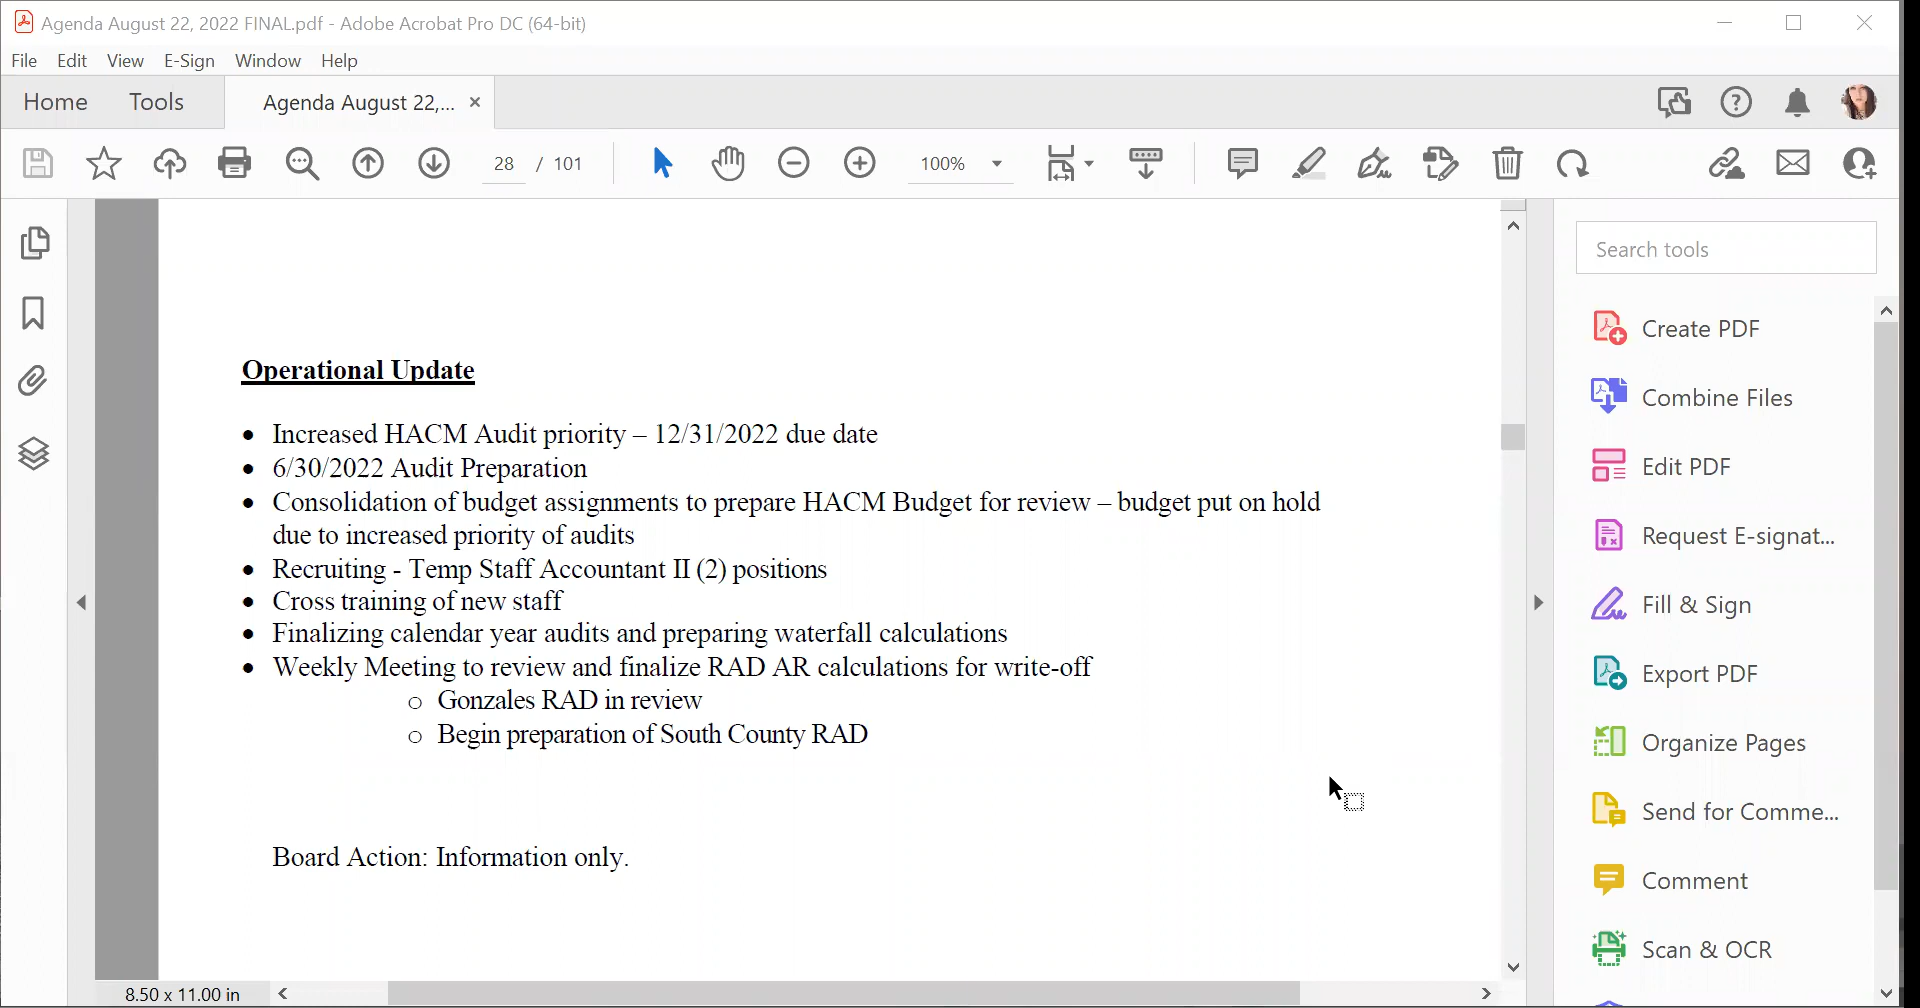 Agenda August 22, 2022 FINAL.pdf - Adobe Acrobat Pro DC (64-bit)
File Edit View E-Sign Window Help
Home Tools Agenda August 22,... ×
28 / 101 100%
Search tools
Create PDF
Combine Files
Edit PDF
Request E-signat...
Fill & Sign
Export PDF
Organize Pages
Send for Comme...
Comment
Scan & OCR
Operational Update
• Increased HACM Audit priority – 12/31/2022 due date
• 6/30/2022 Audit Preparation
• Consolidation of budget assignments to prepare HACM Budget for review – budget put on hold
due to increased priority of audits
• Recruiting - Temp Staff Accountant II (2) positions
• Cross training of new staff
• Finalizing calendar year audits and preparing waterfall calculations
• Weekly Meeting to review and finalize RAD AR calculations for write-off
o Gonzales RAD in review
o Begin preparation of South County RAD
Board Action: Information only.
8.50 x 11.00 in